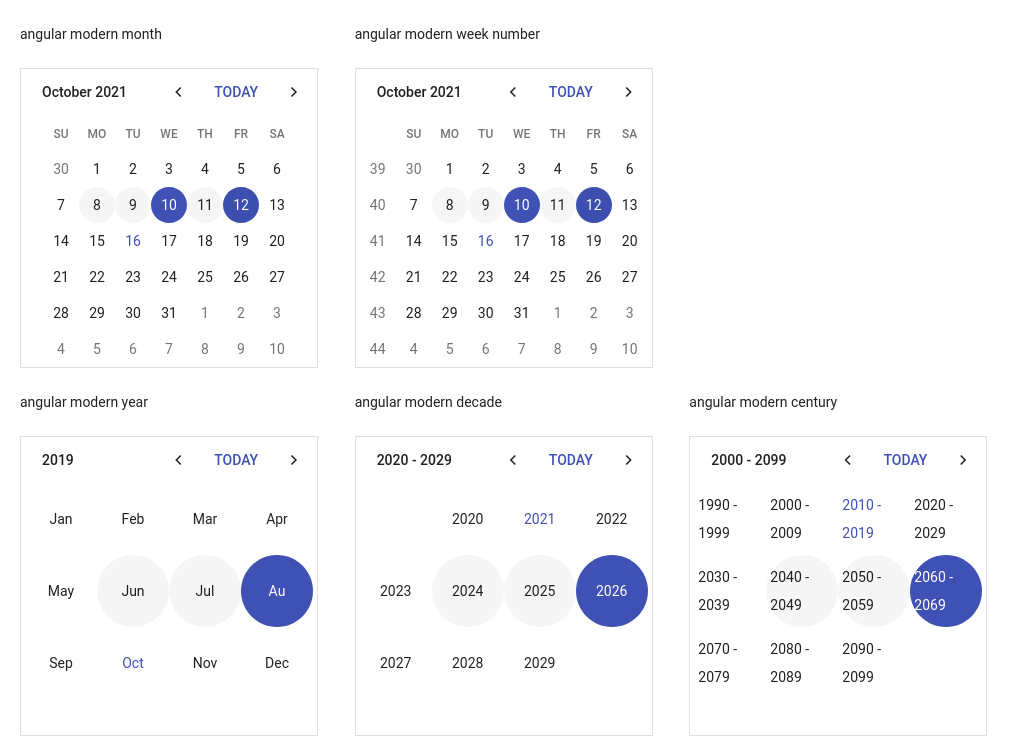 angular modern month
angular modern week number
October 2021 TODAY
SU MO TU WE TH FR SA
30 1 2 3 4 5 6
7 8 9 10 11 12 13
14 15 16 17 18 19 20
21 22 23 24 25 26 27
28 29 30 31 1 2 3
4 5 6 7 8 9 10
October 2021 TODAY
SU MO TU WE TH FR SA
39 30 1 2 3 4 5 6
40 7 8 9 10 11 12 13
41 14 15 16 17 18 19 20
42 21 22 23 24 25 26 27
43 28 29 30 31 1 2 3
44 4 5 6 7 8 9 10
angular modern year
angular modern decade
angular modern century
2019 TODAY
Jan Feb Mar Apr
May Jun Jul Au
Sep Oct Nov Dec
2020 - 2029 TODAY
2020 2021 2022
2023 2024 2025 2026
2027 2028 2029
2000 - 2099 TODAY
1990 - 2000 - 2010 - 2020 -
1999 2009 2019 2029
2030 - 2040 - 2050 - 2060 -
2039 2049 2059 2069
2070 - 2080 - 2090 -
2079 2089 2099